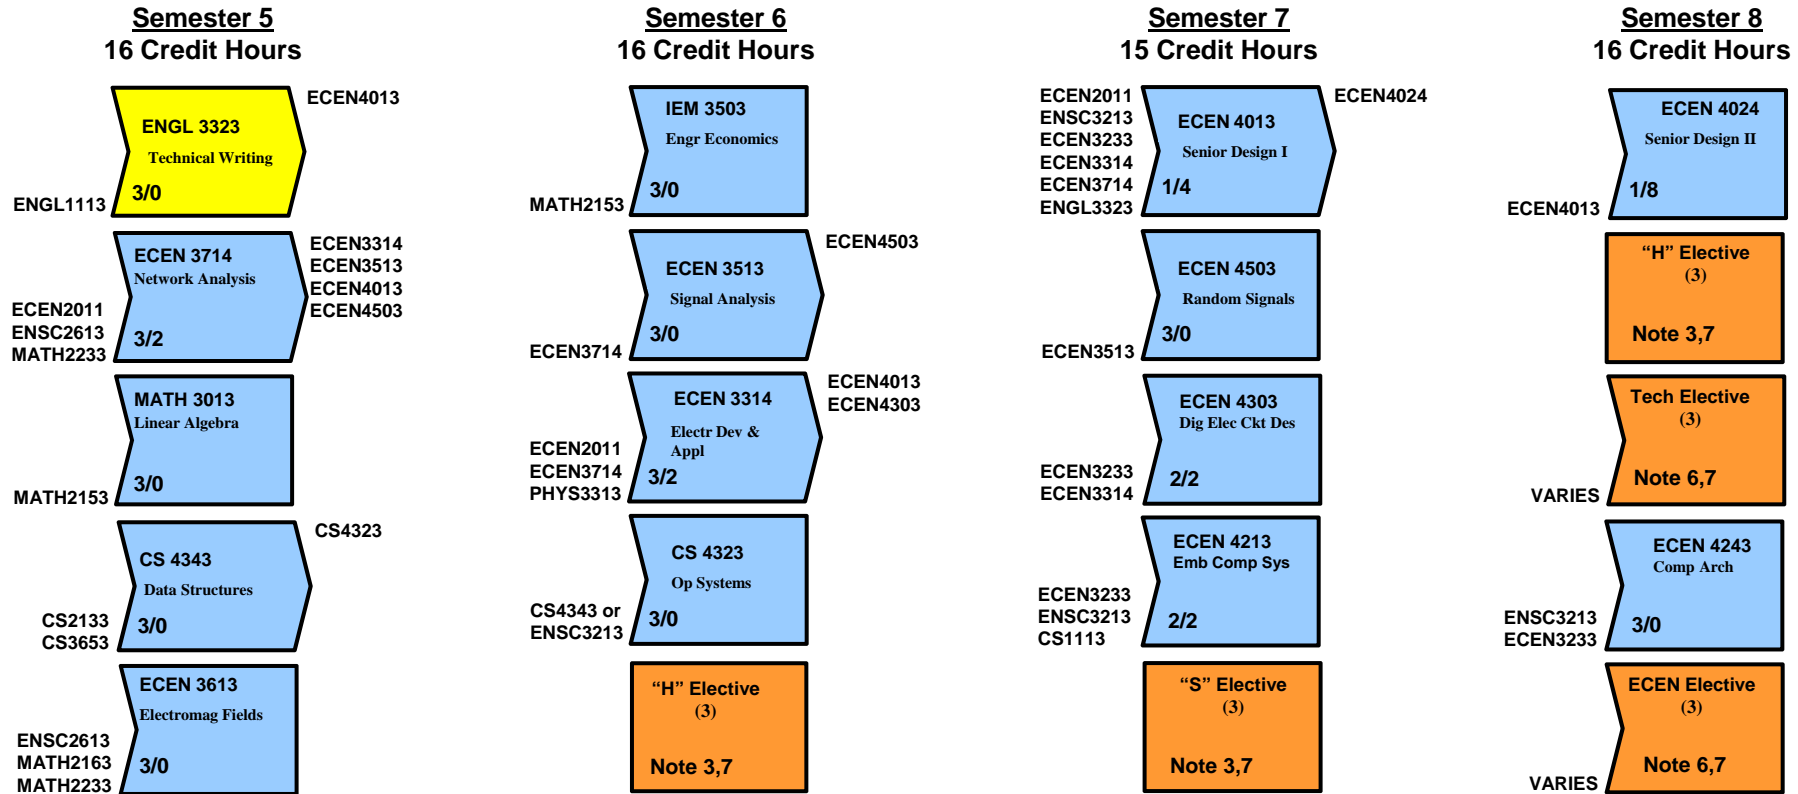 Semester 5
16 Credit Hours
ECEN4013
ENGL 3323
Technical Writing
3/0
ENGL1113
ECEN 3714
Network Analysis
3/2
ECEN3314
ECEN3513
ECEN4013
ECEN4503
ECEN2011
ENSC2613
MATH2233
MATH 3013
Linear Algebra
3/0
MATH2153
CS4323
CS 4343
Data Structures
3/0
CS2133
CS3653
ECEN 3613
Electromag Fields
3/0
ENSC2613
MATH2163
MATH2233
Semester 6
16 Credit Hours
IEM 3503
Engr Economics
3/0
MATH2153
ECEN4503
ECEN 3513
Signal Analysis
3/0
ECEN3714
ECEN4013
ECEN4303
ECEN 3314
Electr Dev &
Appl
3/2
ECEN2011
ECEN3714
PHYS3313
CS 4323
Op Systems
3/0
CS4343 or
ENSC3213
“H” Elective
(3)
Note 3,7
Semester 7
15 Credit Hours
ECEN2011
ENSC3213
ECEN3233
ECEN3314
ECEN3714
ENGL3323
ECEN 4013
Senior Design I
1/4
ECEN4024
ECEN 4503
Random Signals
3/0
ECEN3513
ECEN 4303
Dig Elec Ckt Des
2/2
ECEN3233
ECEN3314
ECEN 4213
Emb Comp Sys
2/2
ECEN3233
ENSC3213
CS1113
“S” Elective
(3)
Note 3,7
Semester 8
16 Credit Hours
ECEN 4024
Senior Design II
1/8
ECEN4013
“H” Elective
(3)
Note 3,7
Tech Elective
(3)
Note 6,7
VARIES
ECEN 4243
Comp Arch
3/0
ENSC3213
ECEN3233
ECEN Elective
(3)
Note 6,7
VARIES